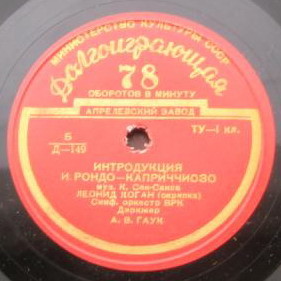 МИНИСТЕРСТВО КУЛЬТУРЫ СССР
Долгоиграющая
78
ОБОРОТОВ В МИНУТУ
АПРЕЛЕВСКИЙ ЗАВОД
Б
Д—149
ТУ—1 кл.
ИНТРОДУКЦИЯ
И РОНДО—КАПРИЧЧИОЗО
муз. К. Сен-Санса
ЛЕОНИД КОГАН (скрипка)
Симф. оркестр ВРК
Дирижер
А. В. ГАУК